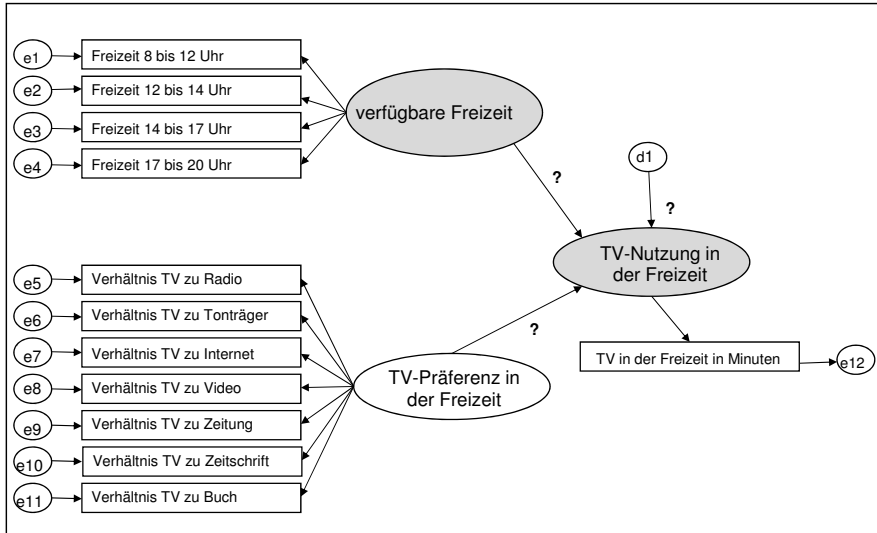 e1 Freizeit 8 bis 12 Uhr
e2 Freizeit 12 bis 14 Uhr
e3 Freizeit 14 bis 17 Uhr
e4 Freizeit 17 bis 20 Uhr
verfügbare Freizeit
?
d1
?
TV-Nutzung in
der Freizeit
e5 Verhältnis TV zu Radio
e6 Verhältnis TV zu Tonträger
e7 Verhältnis TV zu Internet
e8 Verhältnis TV zu Video
e9 Verhältnis TV zu Zeitung
e10 Verhältnis TV zu Zeitschrift
e11 Verhältnis TV zu Buch
?
TV-Präferenz in
der Freizeit
TV in der Freizeit in Minuten
e12